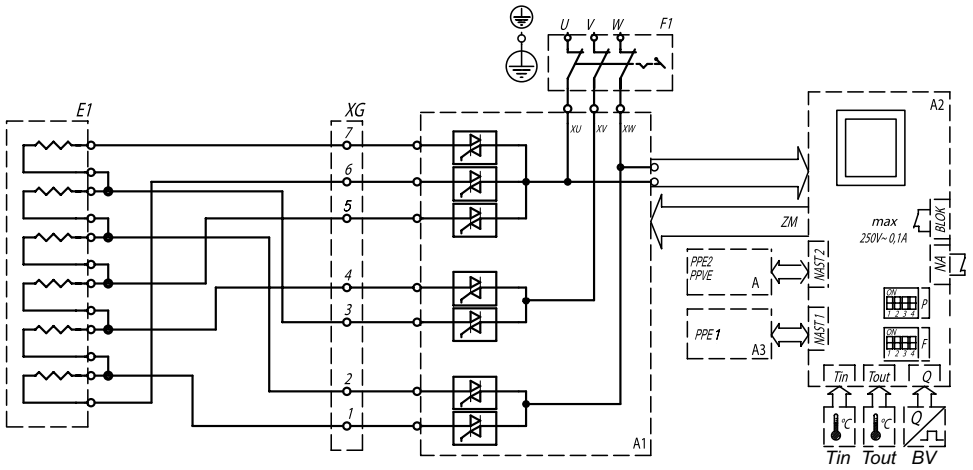 U V W F1
A2
E1
XG
7
6
5
4
3
2
1
XU XV XW
A1
ZM
max
250V~ 0,1A
BLOK
NA
PPE2
PPVE
A
NAST 2
PPE1
A3
NAST 1
ON
1 2 3 4
P
ON
1 2 3 4
F
Tin Tout Q
°C
°C
Q
Tin Tout BV